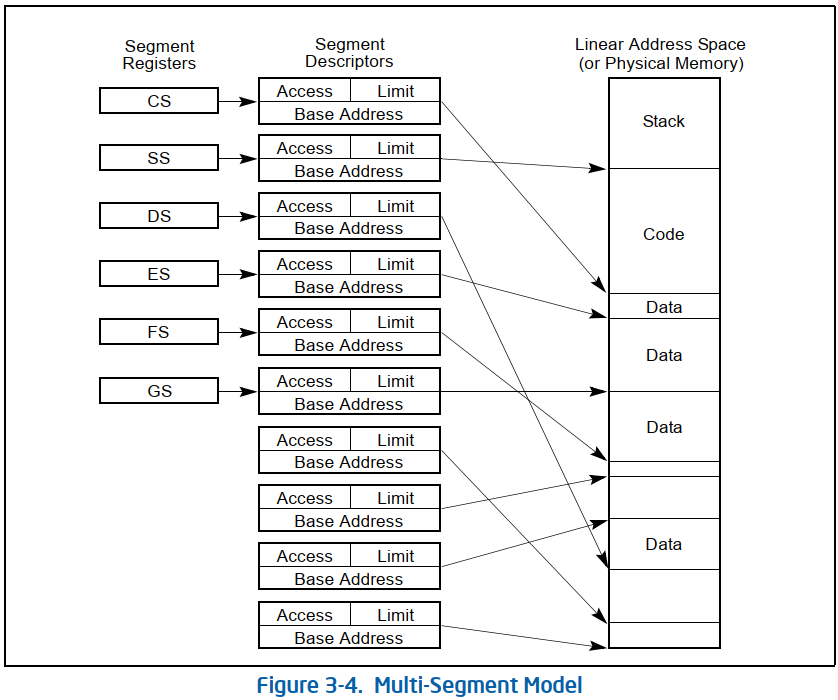 Segment
Registers
Segment
Descriptors
Linear Address Space
(or Physical Memory)
CS
Access Limit
Base Address
Stack
SS
Access Limit
Base Address
DS
Access Limit
Base Address
Code
ES
Access Limit
Base Address
Data
FS
Access Limit
Base Address
Data
GS
Access Limit
Base Address
Data
Access Limit
Base Address
Access Limit
Base Address
Access Limit
Base Address
Data
Access Limit
Base Address
Figure 3-4. Multi-Segment Model